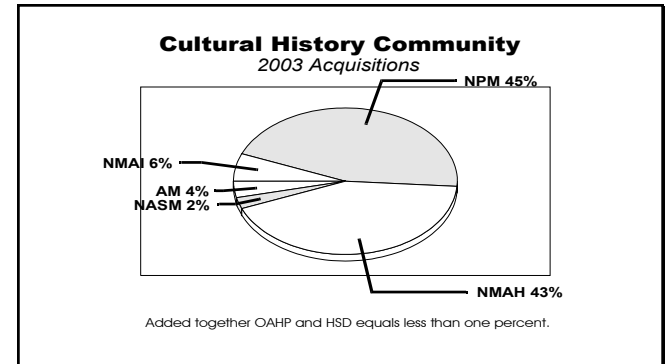 Cultural History Community
2003 Acquisitions
NPM 45%
NMAI 6%
AM 4%
NASM 2%
NMAH 43%
Added together OAHP and HSD equals less than one percent.